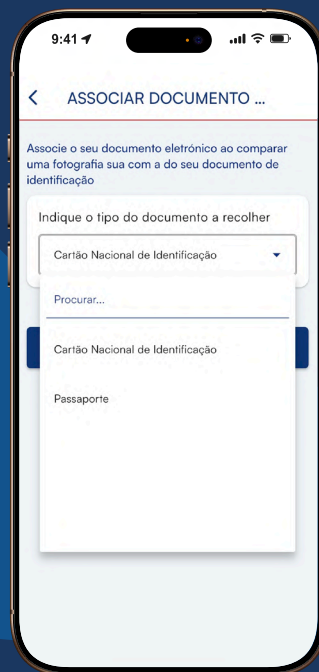 9:41
ASSOCIAR DOCUMENTO ...
Associe o seu documento eletrónico ao comparar
uma fotografia sua com a do seu documento de
identificação
Indique o tipo do documento a recolher
Cartão Nacional de Identificação
Procurar...
Cartão Nacional de Identificação
Passaporte